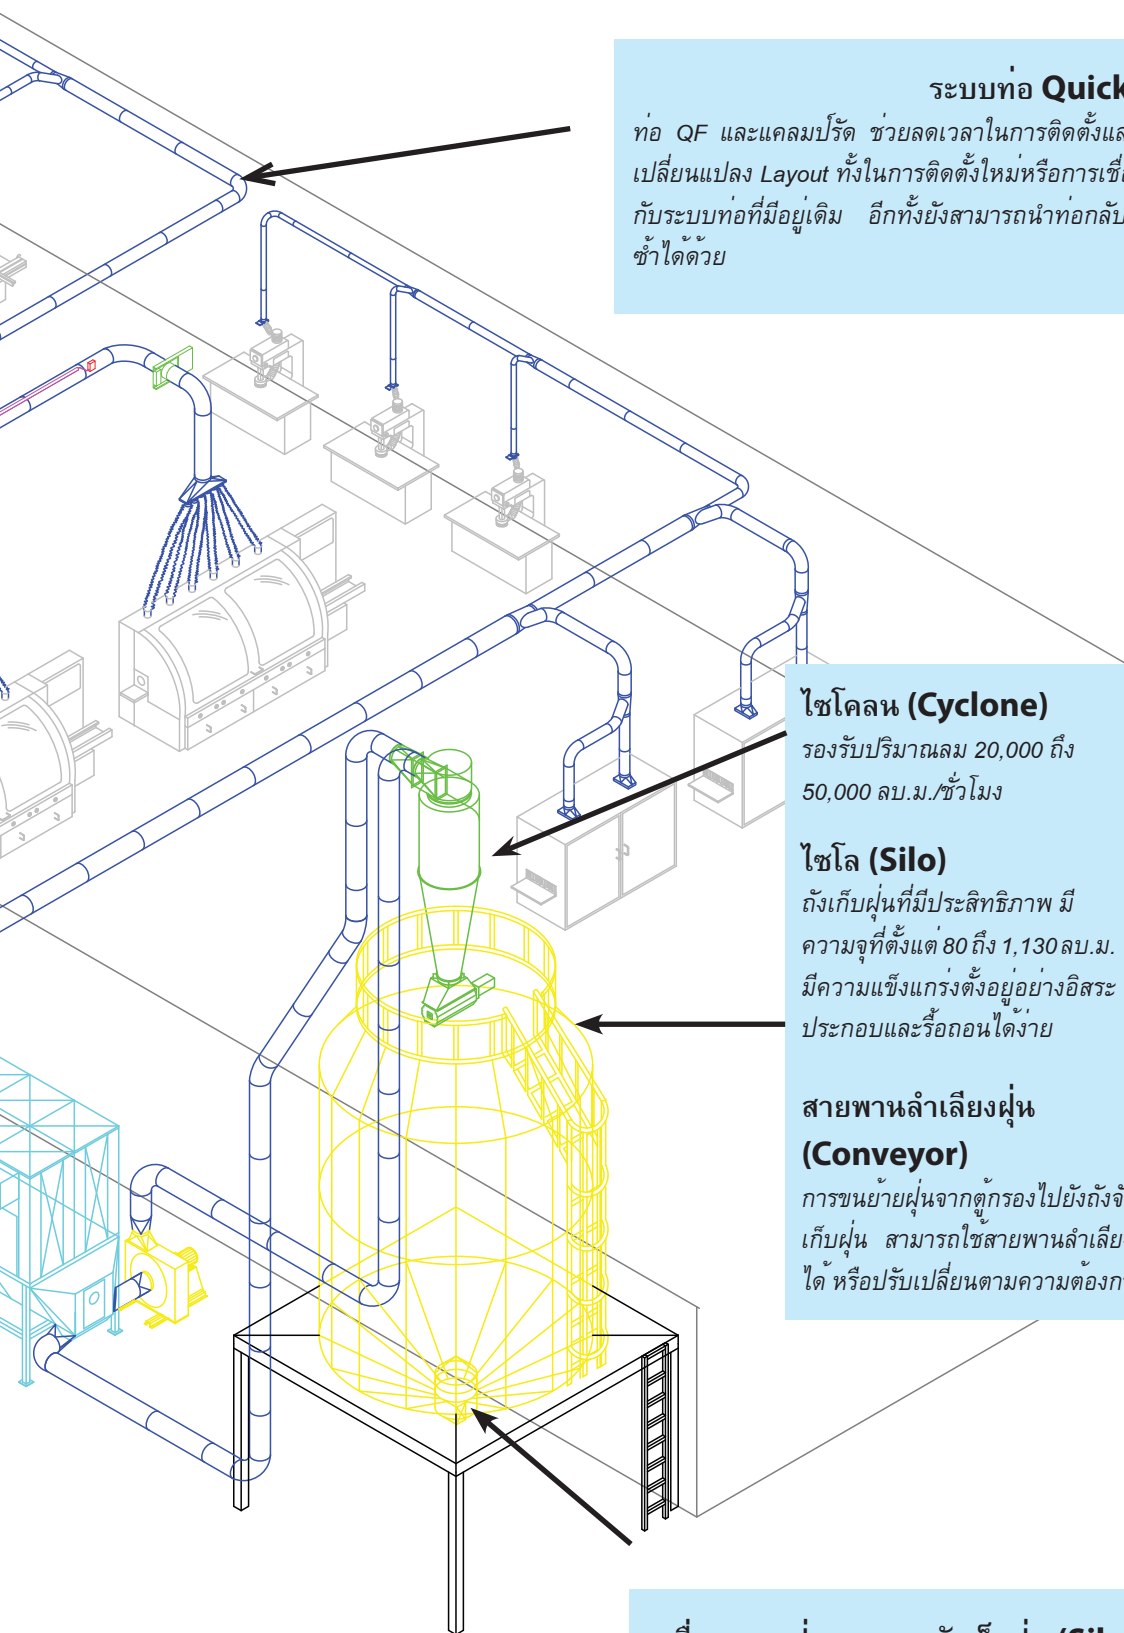 ระบบท่อ Quick
ท่อ QF และแคลมป์รัด ช่วยลดเวลาในการติดตั้ง
เปลี่ยนแปลง Layout ทั้งในการติดตั้งใหม่หรือการ
กับระบบท่อที่มีอยู่เดิม อีกทั้งยังสามารถนำท่อกลับ
ซ้ำได้ด้วย
ไซโคลน (Cyclone)
รองรับปริมาณลม 20,000 ถึง
50,000 ลบ.ม./ชั่วโมง
ไซโล (Silo)
ถังเก็บฝุ่นที่มีประสิทธิภาพ มี
ความจุที่ตั้งแต่ 80 ถึง 1,130 ลบ.ม.
มีความแข็งแกร่งตั้งอยู่อย่างอิสระ
ประกอบและรื้อถอนได้ง่าย
สายพานลำเลียงฝุ่น
(Conveyor)
การขนย้ายฝุ่นจากตู้กรองไปยังถัง
เก็บฝุ่น สามารถใช้สายพาน
ได้ หรือปรับเปลี่ยนตามความ